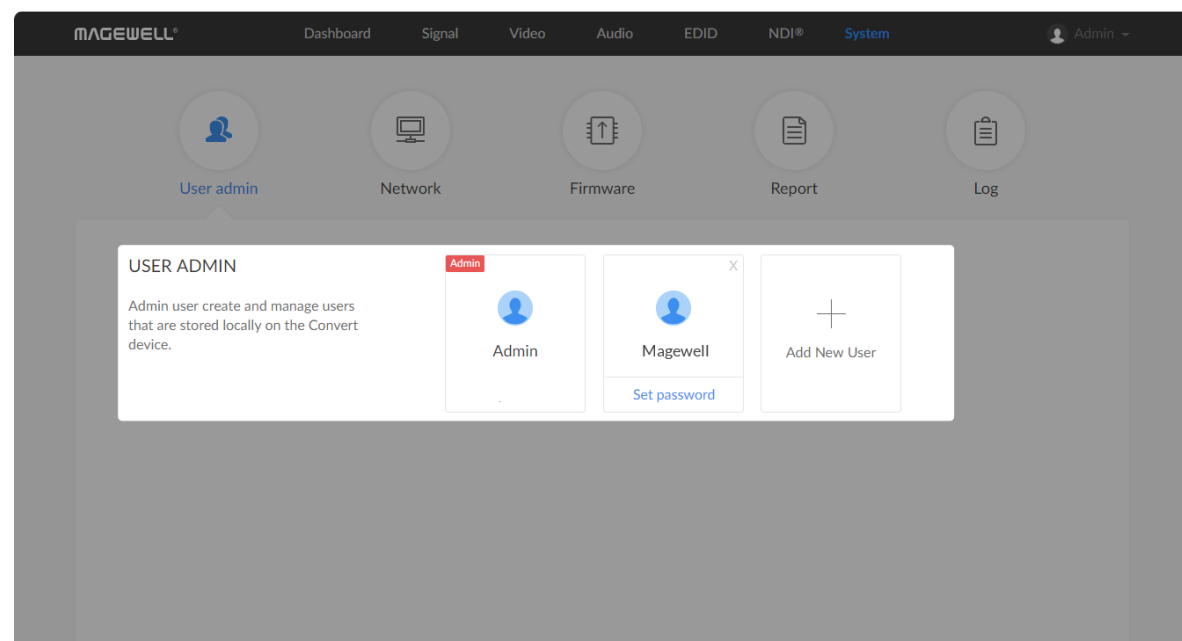 MAGEWELL®
Dashboard Signal Video Audio EDID NDI® System Admin
User admin Network Firmware Report Log
USER ADMIN
Admin user create and manage users
that are stored locally on the Convert
device.
Admin
Admin
X
Magewell
Set password
Add New User